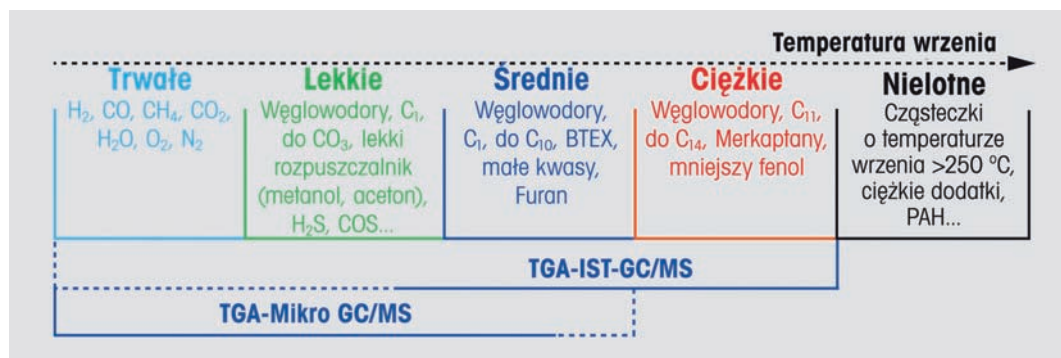 Temperatura wrzenia
Trwałe
H₂, CO, CH₄, CO₂,
H₂O, O₂, N₂
Lekkie
Węglowodory, C₁,
do CO₃, lekki
rozpuszczalnik
(metanol, aceton),
H₂S, COS...
Średnie
Węglowodory,
C₁, do C₁₀, BTEX,
małe kwasy,
Furan
Ciężkie
Węglowodory, C₁₁,
do C₁₄, Merkaptany,
mniejszy fenol
Nielotne
Cząsteczki
o temperaturze
wrzenia >250 ºC,
ciężkie dodatki,
PAH...
TGA-IST-GC/MS
TGA-Mikro GC/MS